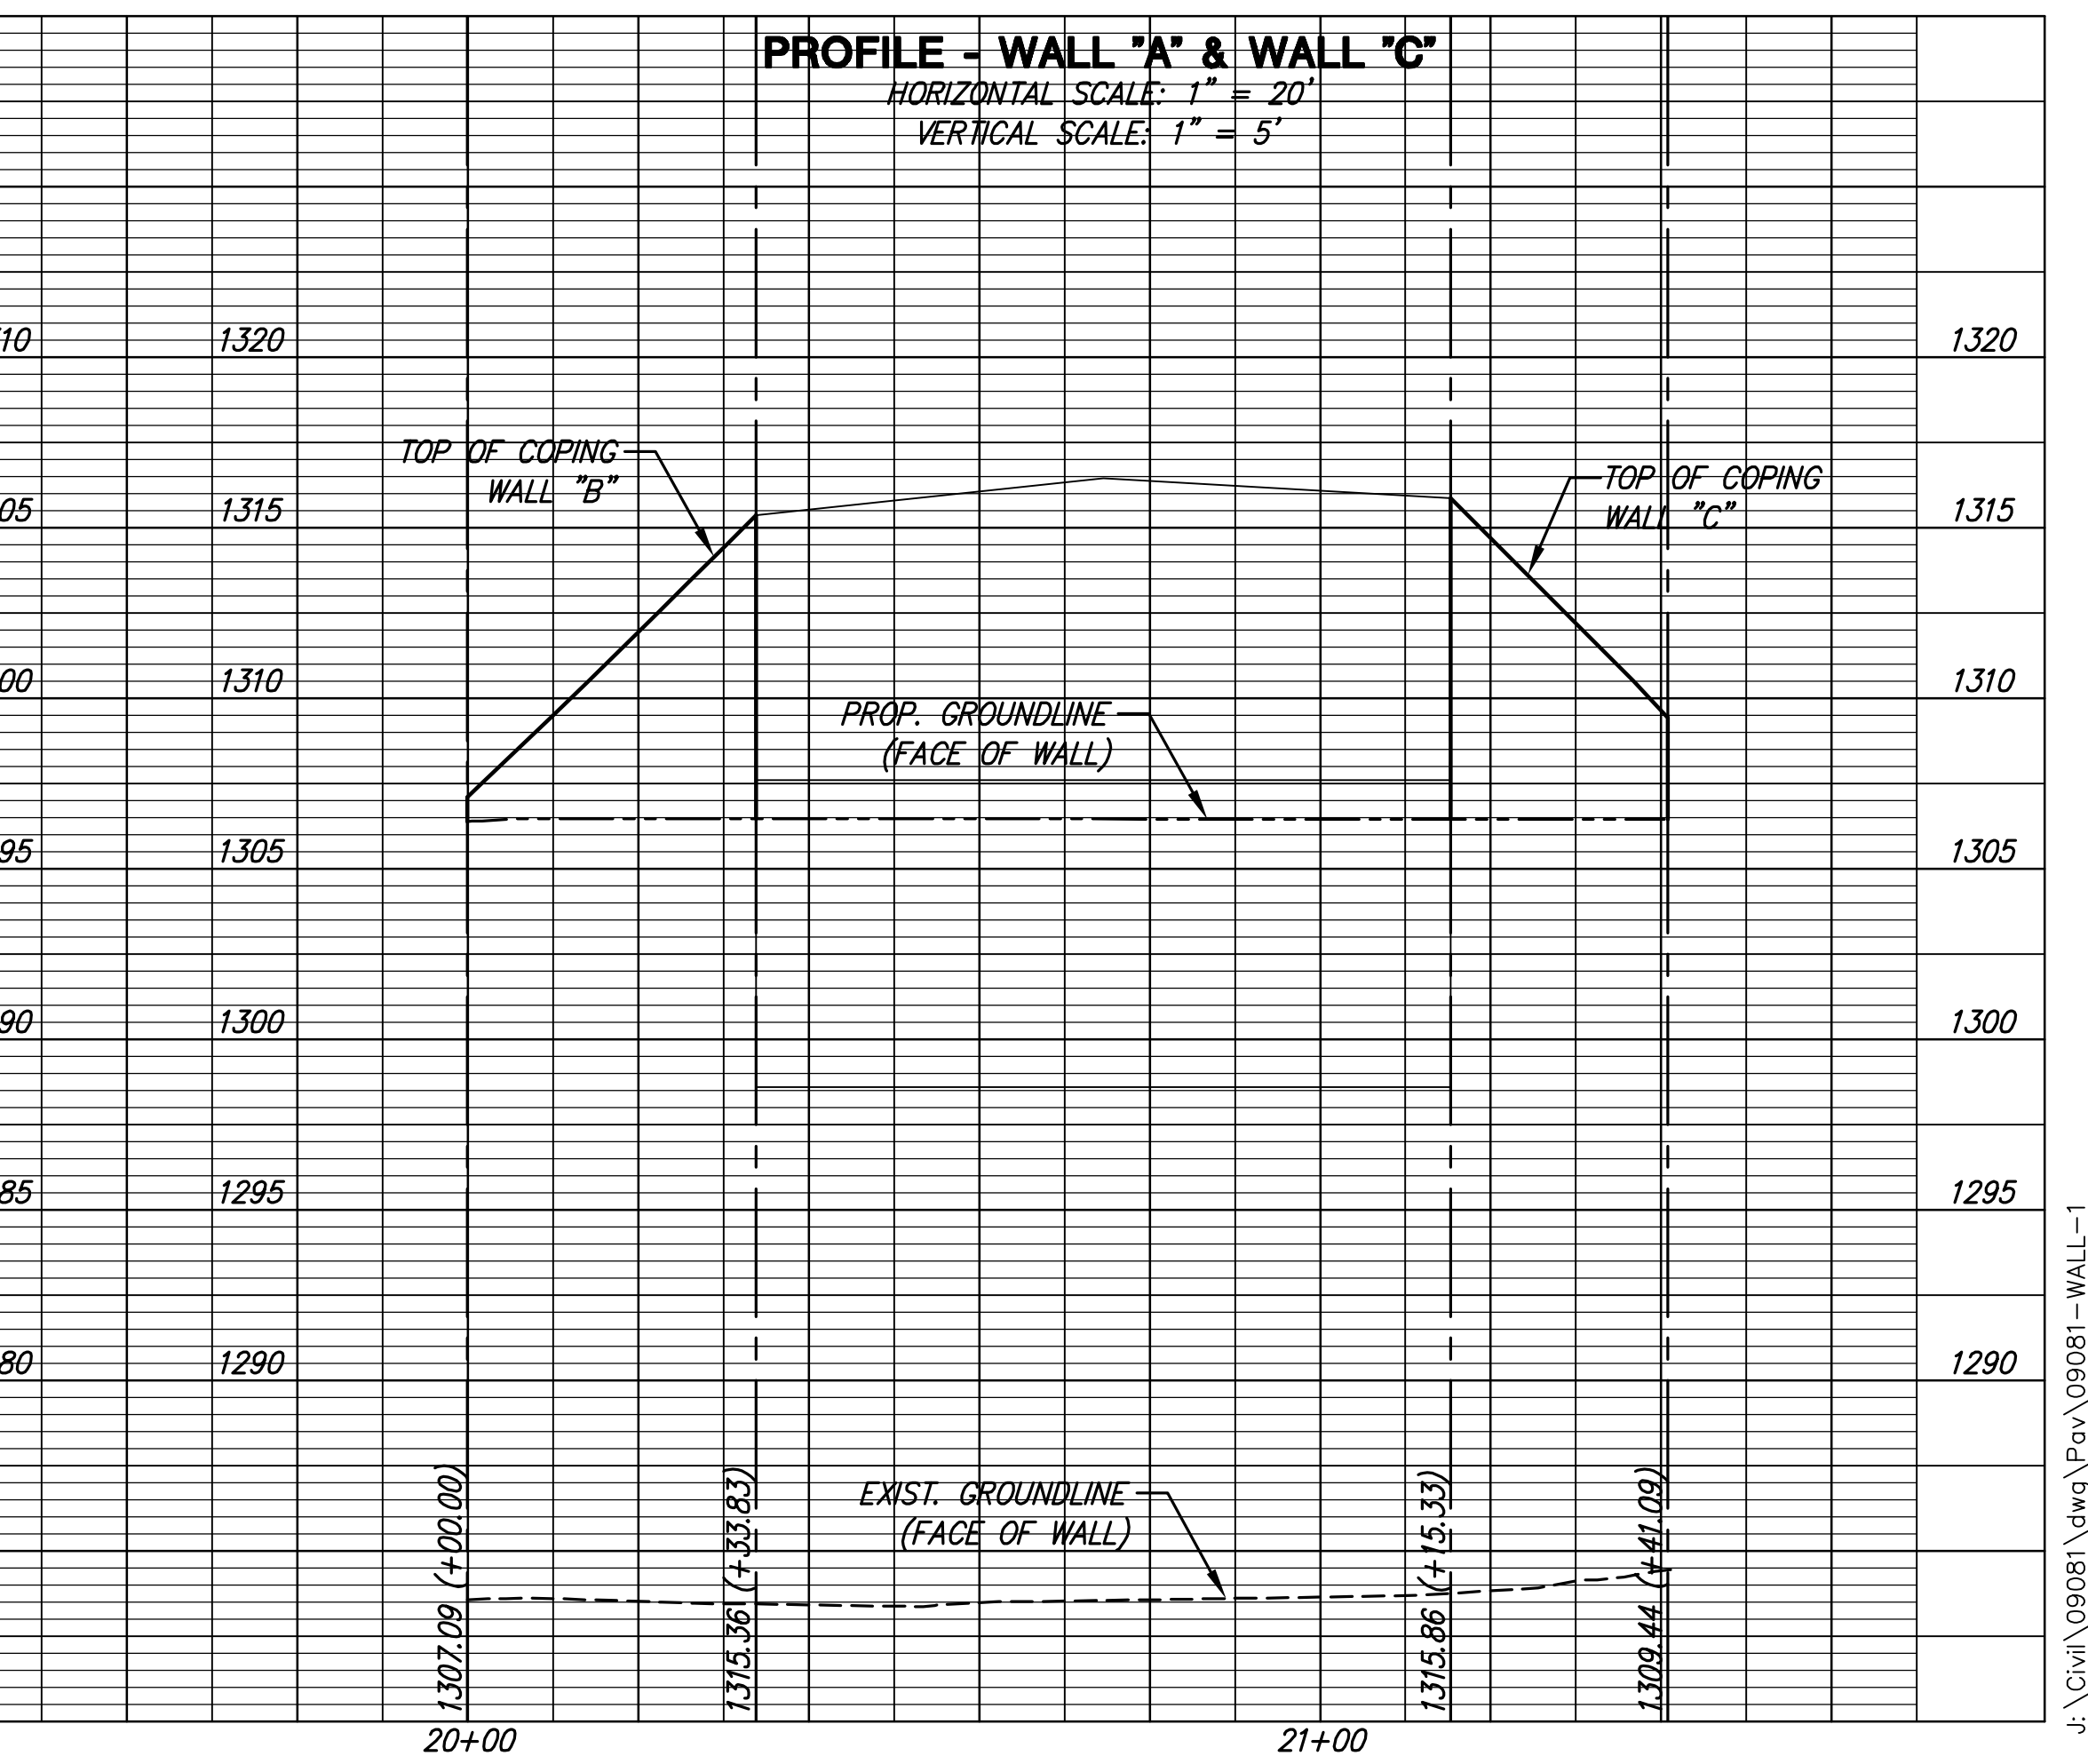 PROFILE - WALL "A" & WALL "C"
HORIZONTAL SCALE: 1" = 20'
VERTICAL SCALE: 1" = 5'
10 1320 1320
TOP OF COPING
WALL "B"
TOP OF COPING
WALL "C"
05 1315 1315
00 1310 1310
PROP. GROUNDLINE
(FACE OF WALL)
95 1305 1305
90 1300 1300
85 1295 1295
80 1290 1290
EXIST. GROUNDLINE
(FACE OF WALL)
1307.09 (+00.00)
1315.36 (+33.83)
1315.86 (+15.33)
1309.44 (+41.09)
20+00 21+00
J:\Civil\09081\dwg\Pav\09081-WALL-1